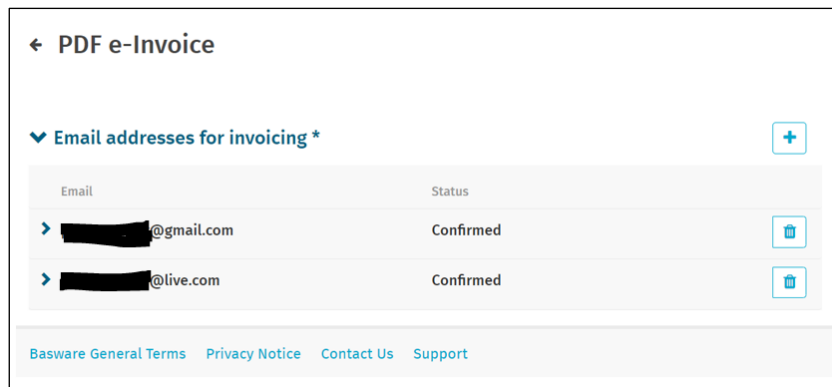 PDF e-Invoice
Email addresses for invoicing *
Email Status
@gmail.com Confirmed
@live.com Confirmed
Basware General Terms Privacy Notice Contact Us Support